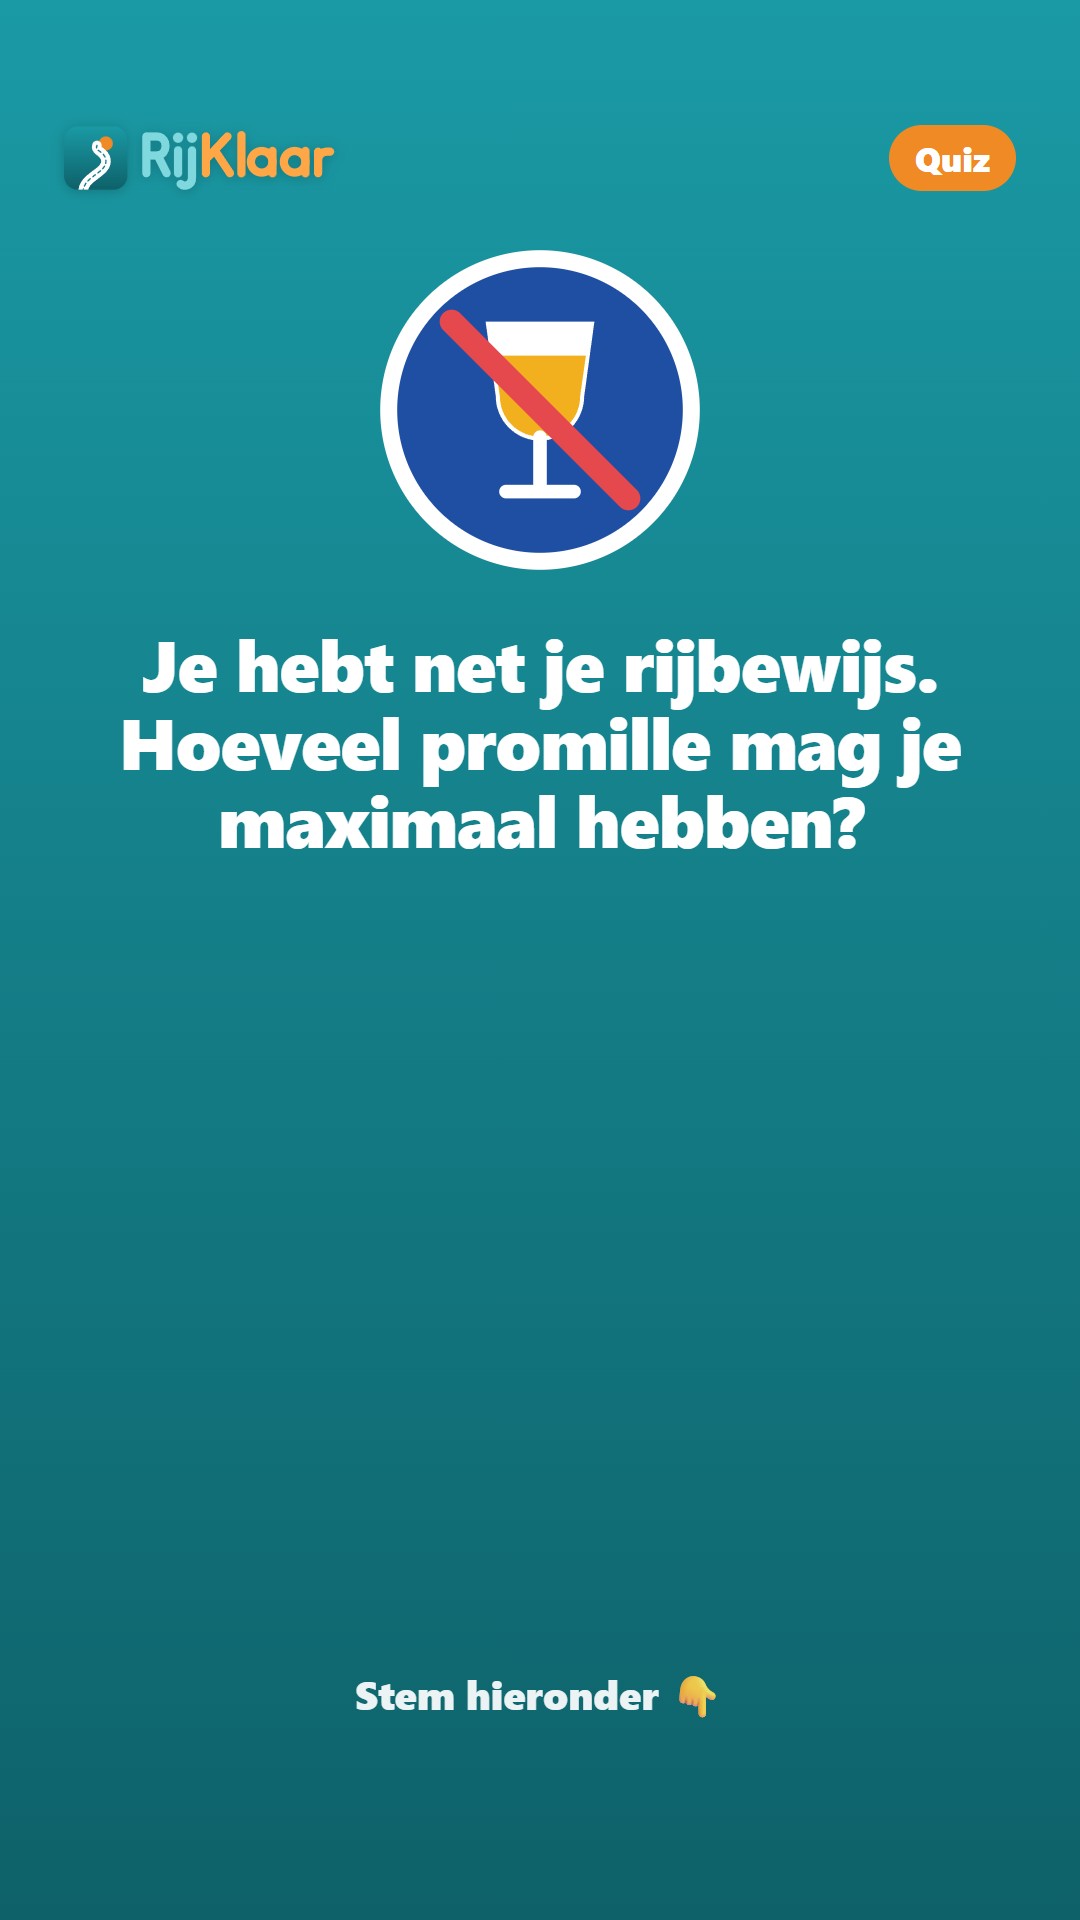 RijKlaar
Quiz
Je hebt net je rijbewijs.
Hoeveel promille mag je
maximaal hebben?
Stem hieronder 👇